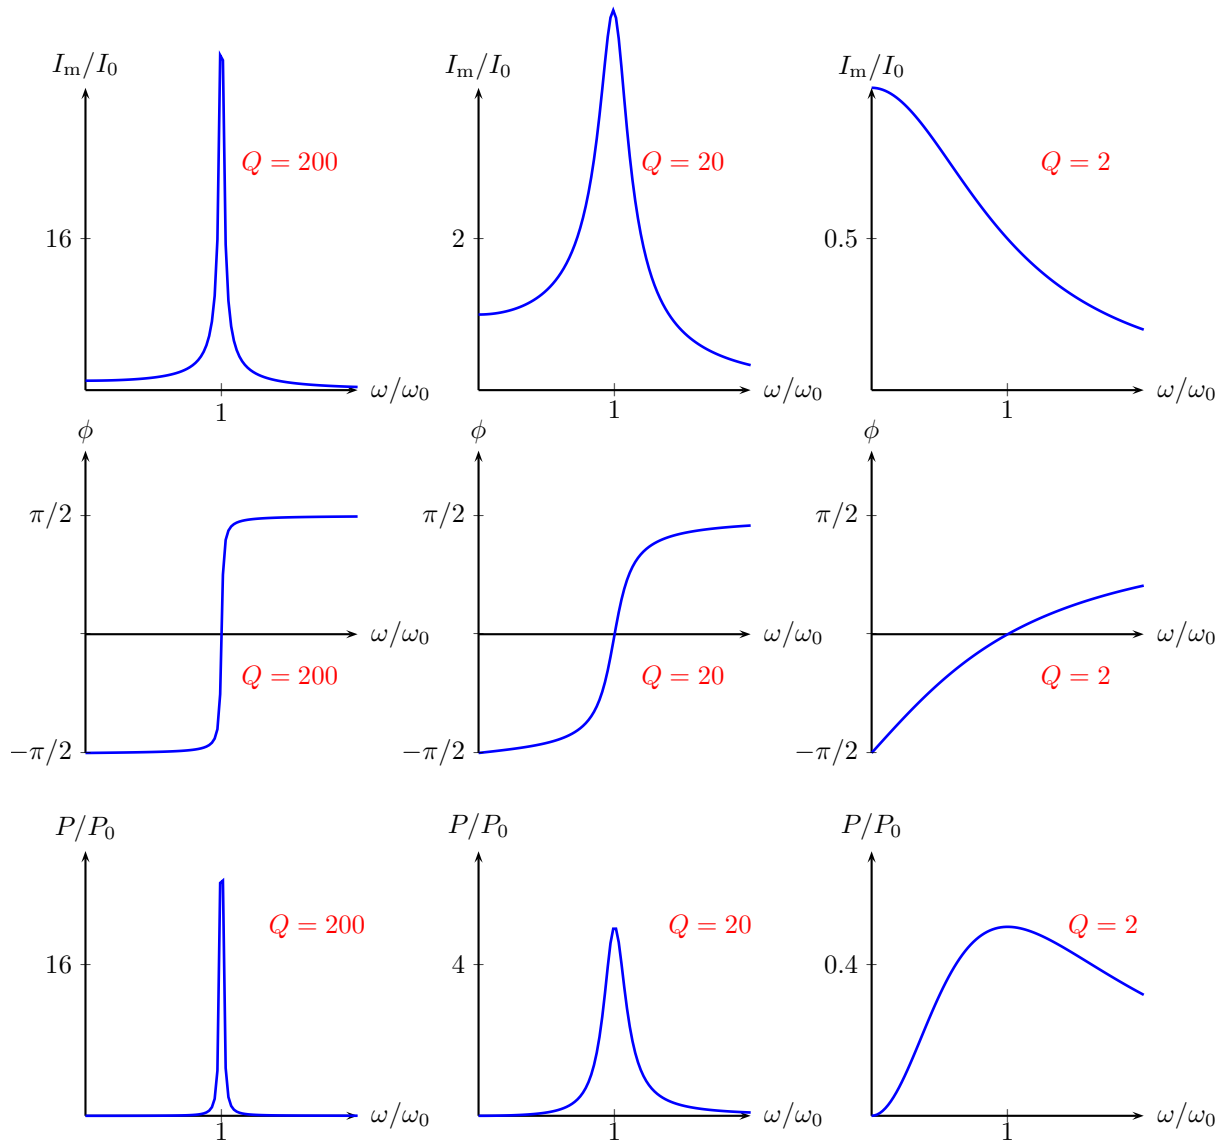 I_m/I_0
16
Q = 200
1
ω/ω_0
I_m/I_0
2
Q = 20
1
ω/ω_0
I_m/I_0
0.5
Q = 2
1
ω/ω_0
ϕ
π/2
−π/2
Q = 200
ω/ω_0
ϕ
π/2
−π/2
Q = 20
ω/ω_0
ϕ
π/2
−π/2
Q = 2
ω/ω_0
P/P_0
16
Q = 200
1
ω/ω_0
P/P_0
4
Q = 20
1
ω/ω_0
P/P_0
0.4
Q = 2
1
ω/ω_0